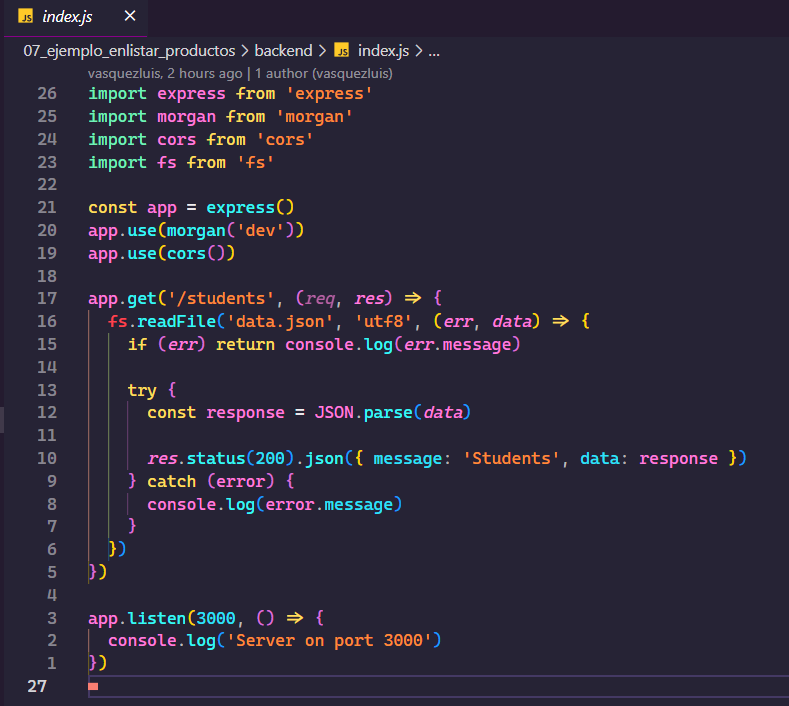 JS index.js ×
07_ejemplo_enlistar_productos > backend > JS index.js > ...
vasquezluis, 2 hours ago | 1 author (vasquezluis)
26 import express from 'express'
25 import morgan from 'morgan'
24 import cors from 'cors'
23 import fs from 'fs'
22
21 const app = express()
20 app.use(morgan('dev'))
19 app.use(cors())
18
17 app.get('/students', (req, res) => {
16   fs.readFile('data.json', 'utf8', (err, data) => {
15     if (err) return console.log(err.message)
14
13     try {
12       const response = JSON.parse(data)
11
10       res.status(200).json({ message: 'Students', data: response })
9     } catch (error) {
8       console.log(error.message)
7     }
6   })
5 })
4
3 app.listen(3000, () => {
2   console.log('Server on port 3000')
1 })
27